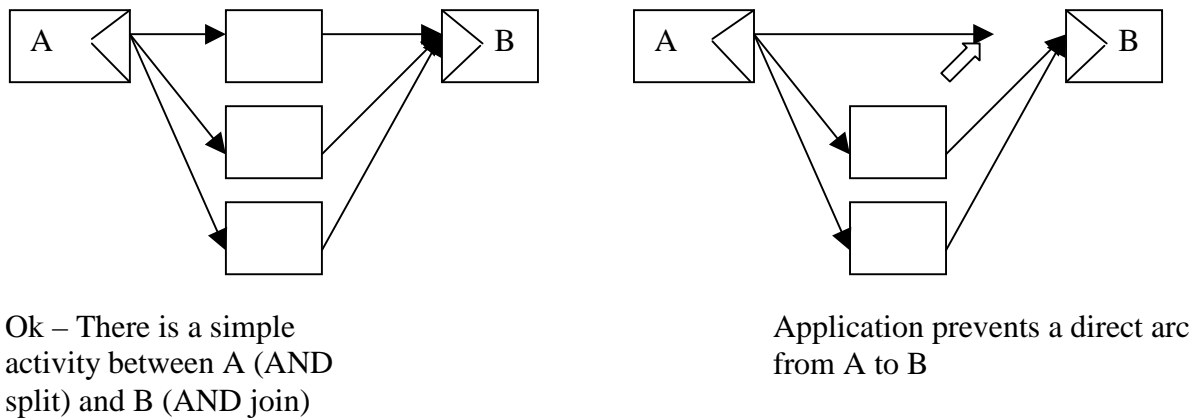 A
B
A
B
Ok – There is a simple
activity between A (AND
split) and B (AND join)
Application prevents a direct arc
from A to B